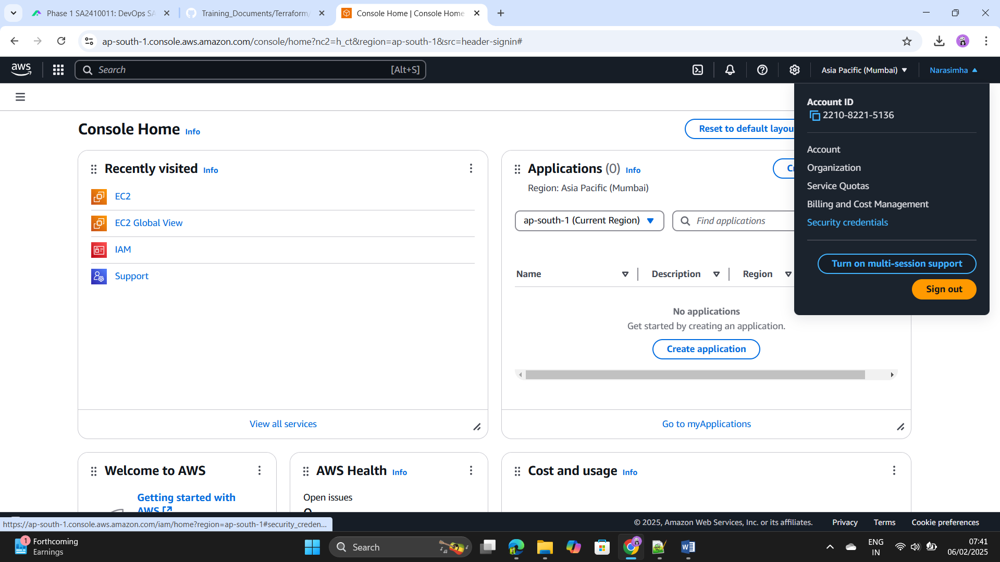 Phase 1 SA2410011: DevOps SA
Training_Documents/Terraform/
Console Home | Console Home
ap-south-1.console.aws.amazon.com/console/home?nc2=h_ct&region=ap-south-1&src=header-signin#
aws
Search
[Alt+S]
Asia Pacific (Mumbai)
Narasimha
Account ID
2210-8221-5136
Account
Organization
Service Quotas
Billing and Cost Management
Security credentials
Turn on multi-session support
Sign out
Console Home Info
Reset to default layou
Recently visited Info
EC2
EC2 Global View
IAM
Support
View all services
Applications (0) Info
Region: Asia Pacific (Mumbai)
ap-south-1 (Current Region)
Find applications
Name
Description
Region
No applications
Get started by creating an application.
Create application
Go to myApplications
Welcome to AWS
Getting started with
AWS
AWS Health Info
Open issues
Cost and usage Info
https://ap-south-1.console.aws.amazon.com/iam/home?region=ap-south-1#security_creden...
© 2025, Amazon Web Services, Inc. or its affiliates.
Privacy
Terms
Cookie preferences
1
Forthcoming
Earnings
Search
ENG
IN
07:41
06/02/2025